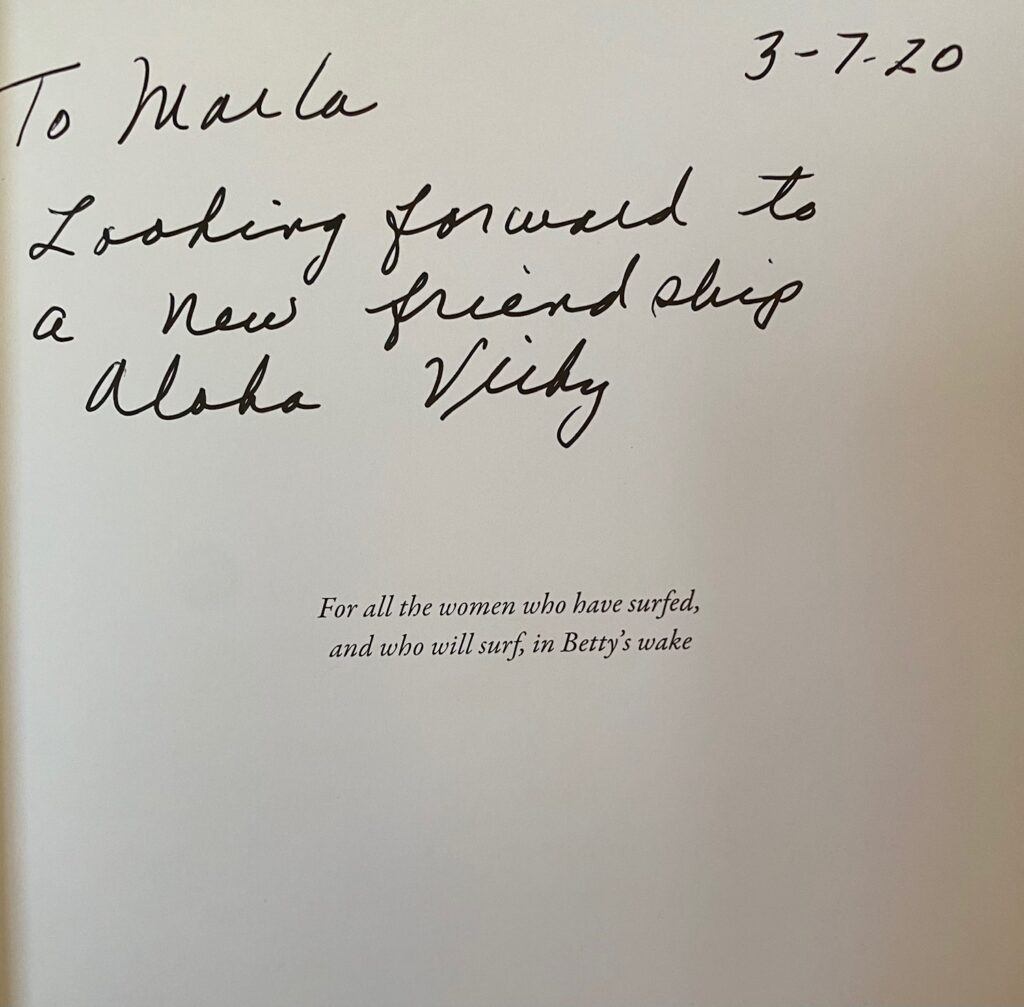 3-7-20
To Marla
Looking forward to
a new friendship
Aloha Vicky
For all the women who have surfed,
and who will surf, in Betty's wake